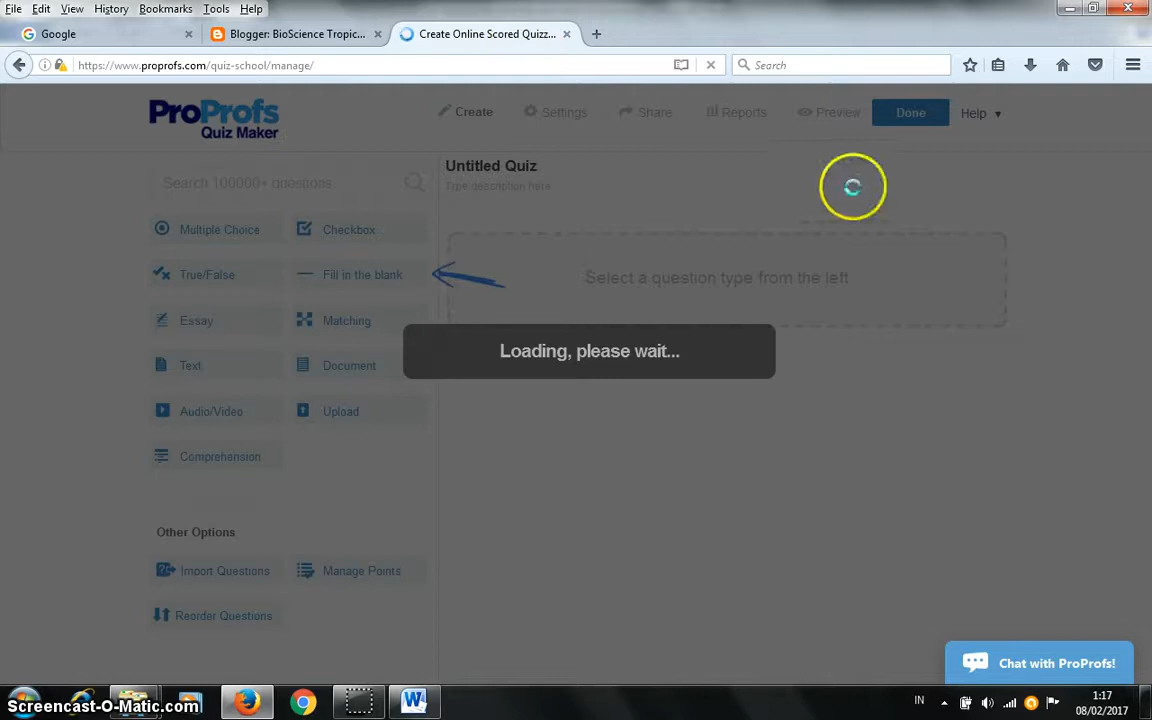 File Edit View History Bookmarks Tools Help
Google Blogger: BioScience Tropic... Create Online Scored Quizz...
https://www.proprofs.com/quiz-school/manage/ Search
ProProfs
Quiz Maker
Create Settings Share Reports Preview Done Help
Untitled Quiz
Type description here
Search 100000+ questions
Multiple Choice Checkbox
True/False Fill in the blank
Select a question type from the left
Essay Matching
Loading, please wait...
Text Document
Audio/Video Upload
Comprehension
Other Options
Import Questions Manage Points
Reorder Questions
Chat with ProProfs!
Screencast-O-Matic.com
IN 1:17
08/02/2017